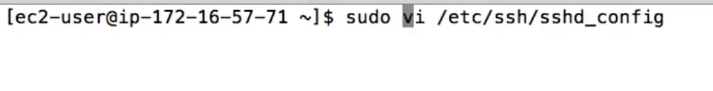 [ec2-user@ip-172-16-57-71 ~]$ sudo vi /etc/ssh/sshd_config